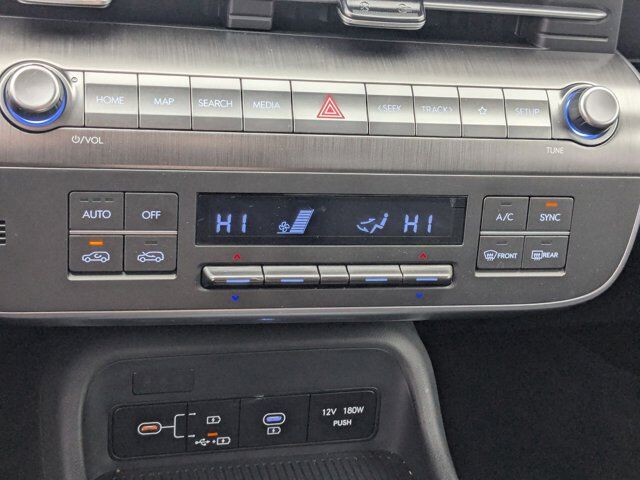 HOME MAP SEARCH MEDIA <SEEK TRACK> ☆ SETUP
⏻/VOL TUNE
AUTO OFF HI HI A/C SYNC
FRONT REAR
12V 180W
PUSH